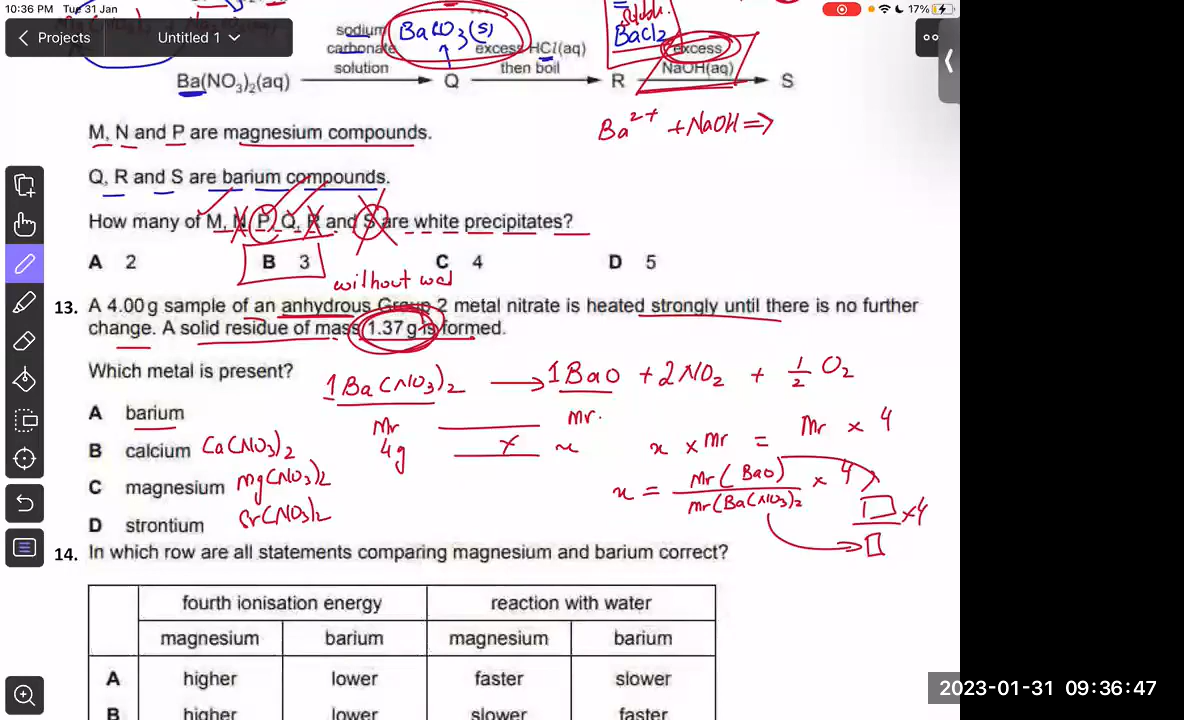 10:36 PM Tue 31 Jan
17%
Projects
Untitled 1
sodium carbonate solution
BaCO3(s)
excess HCl(aq) then boil
BaCl2
excess NaOH(aq)
Ba(NO₃)₂(aq) Q R S
Ba²⁺ + NaOH ⇒
M, N and P are magnesium compounds.
Q, R and S are barium compounds.
How many of M, N, P, Q, R and S are white precipitates?
A 2 B 3 C 4 D 5
without wa
13. A 4.00 g sample of an anhydrous Group 2 metal nitrate is heated strongly until there is no further
change. A solid residue of mass 1.37 g is formed.
Which metal is present?
1Ba(NO3)2 → 1BaO + 2NO2 + ½ O2
A barium
Mr Mr.
4g x x
x × Mr = Mr × 4
B calcium Ca(NO3)2
C magnesium Mg(NO3)2
x = Mr(BaO) / Mr(Ba(NO3)2 × 4
×4
D strontium Sr(NO3)2
14. In which row are all statements comparing magnesium and barium correct?
fourth ionisation energy reaction with water
magnesium barium magnesium barium
A higher lower faster slower
B higher lower slower faster
2023-01-31 09:36:47